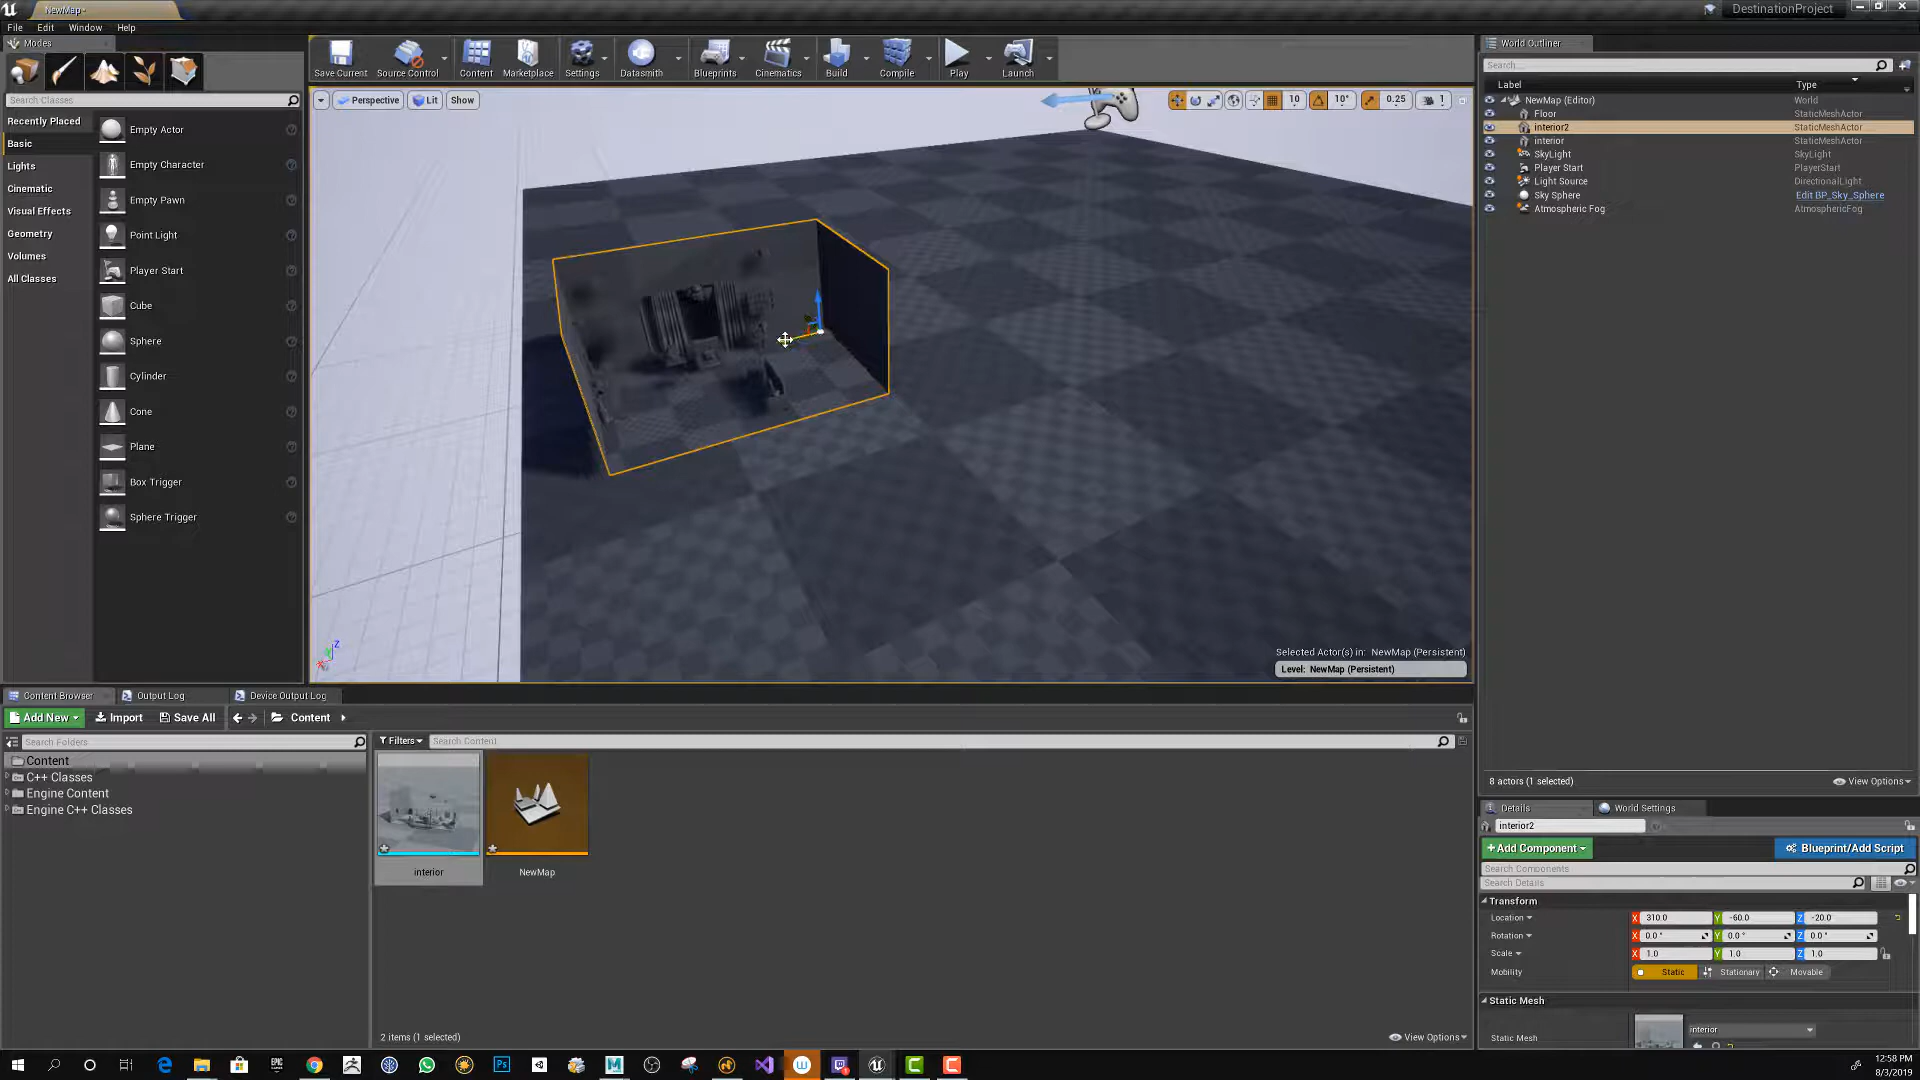 NewMap*
DestinationProject
File Edit Window Help
Modes
Search Classes
Recently Placed
Basic
Lights
Cinematic
Visual Effects
Geometry
Volumes
All Classes
Empty Actor
Empty Character
Empty Pawn
Point Light
Player Start
Cube
Sphere
Cylinder
Cone
Plane
Box Trigger
Sphere Trigger
Save Current
Source Control
Content
Marketplace
Settings
Datasmith
Blueprints
Cinematics
Build
Compile
Play
Launch
Perspective Lit Show
10 10° 0.25 1
Z
Selected Actor(s) in: NewMap (Persistent)
Level: NewMap (Persistent)
World Outliner
Search...
Label Type
NewMap (Editor) World
Floor StaticMeshActor
interior2 StaticMeshActor
interior StaticMeshActor
SkyLight SkyLight
Player Start PlayerStart
Light Source DirectionalLight
Sky Sphere Edit BP_Sky_Sphere
Atmospheric Fog AtmosphericFog
8 actors (1 selected) View Options
Details World Settings
interior2
+Add Component Blueprint/Add Script
Search Components
Search Details
Transform
Location X 310.0 Y -60.0 Z -20.0
Rotation X 0.0 ° Y 0.0 ° Z 0.0 °
Scale X 1.0 Y 1.0 Z 1.0
Mobility Static Stationary Movable
Static Mesh
Static Mesh interior
Content Browser Output Log Device Output Log
Add New Import Save All Content
Search Folders
Content
C++ Classes
Engine Content
Engine C++ Classes
Filters Search Content
interior
NewMap
2 items (1 selected) View Options
12:58 PM
8/3/2019